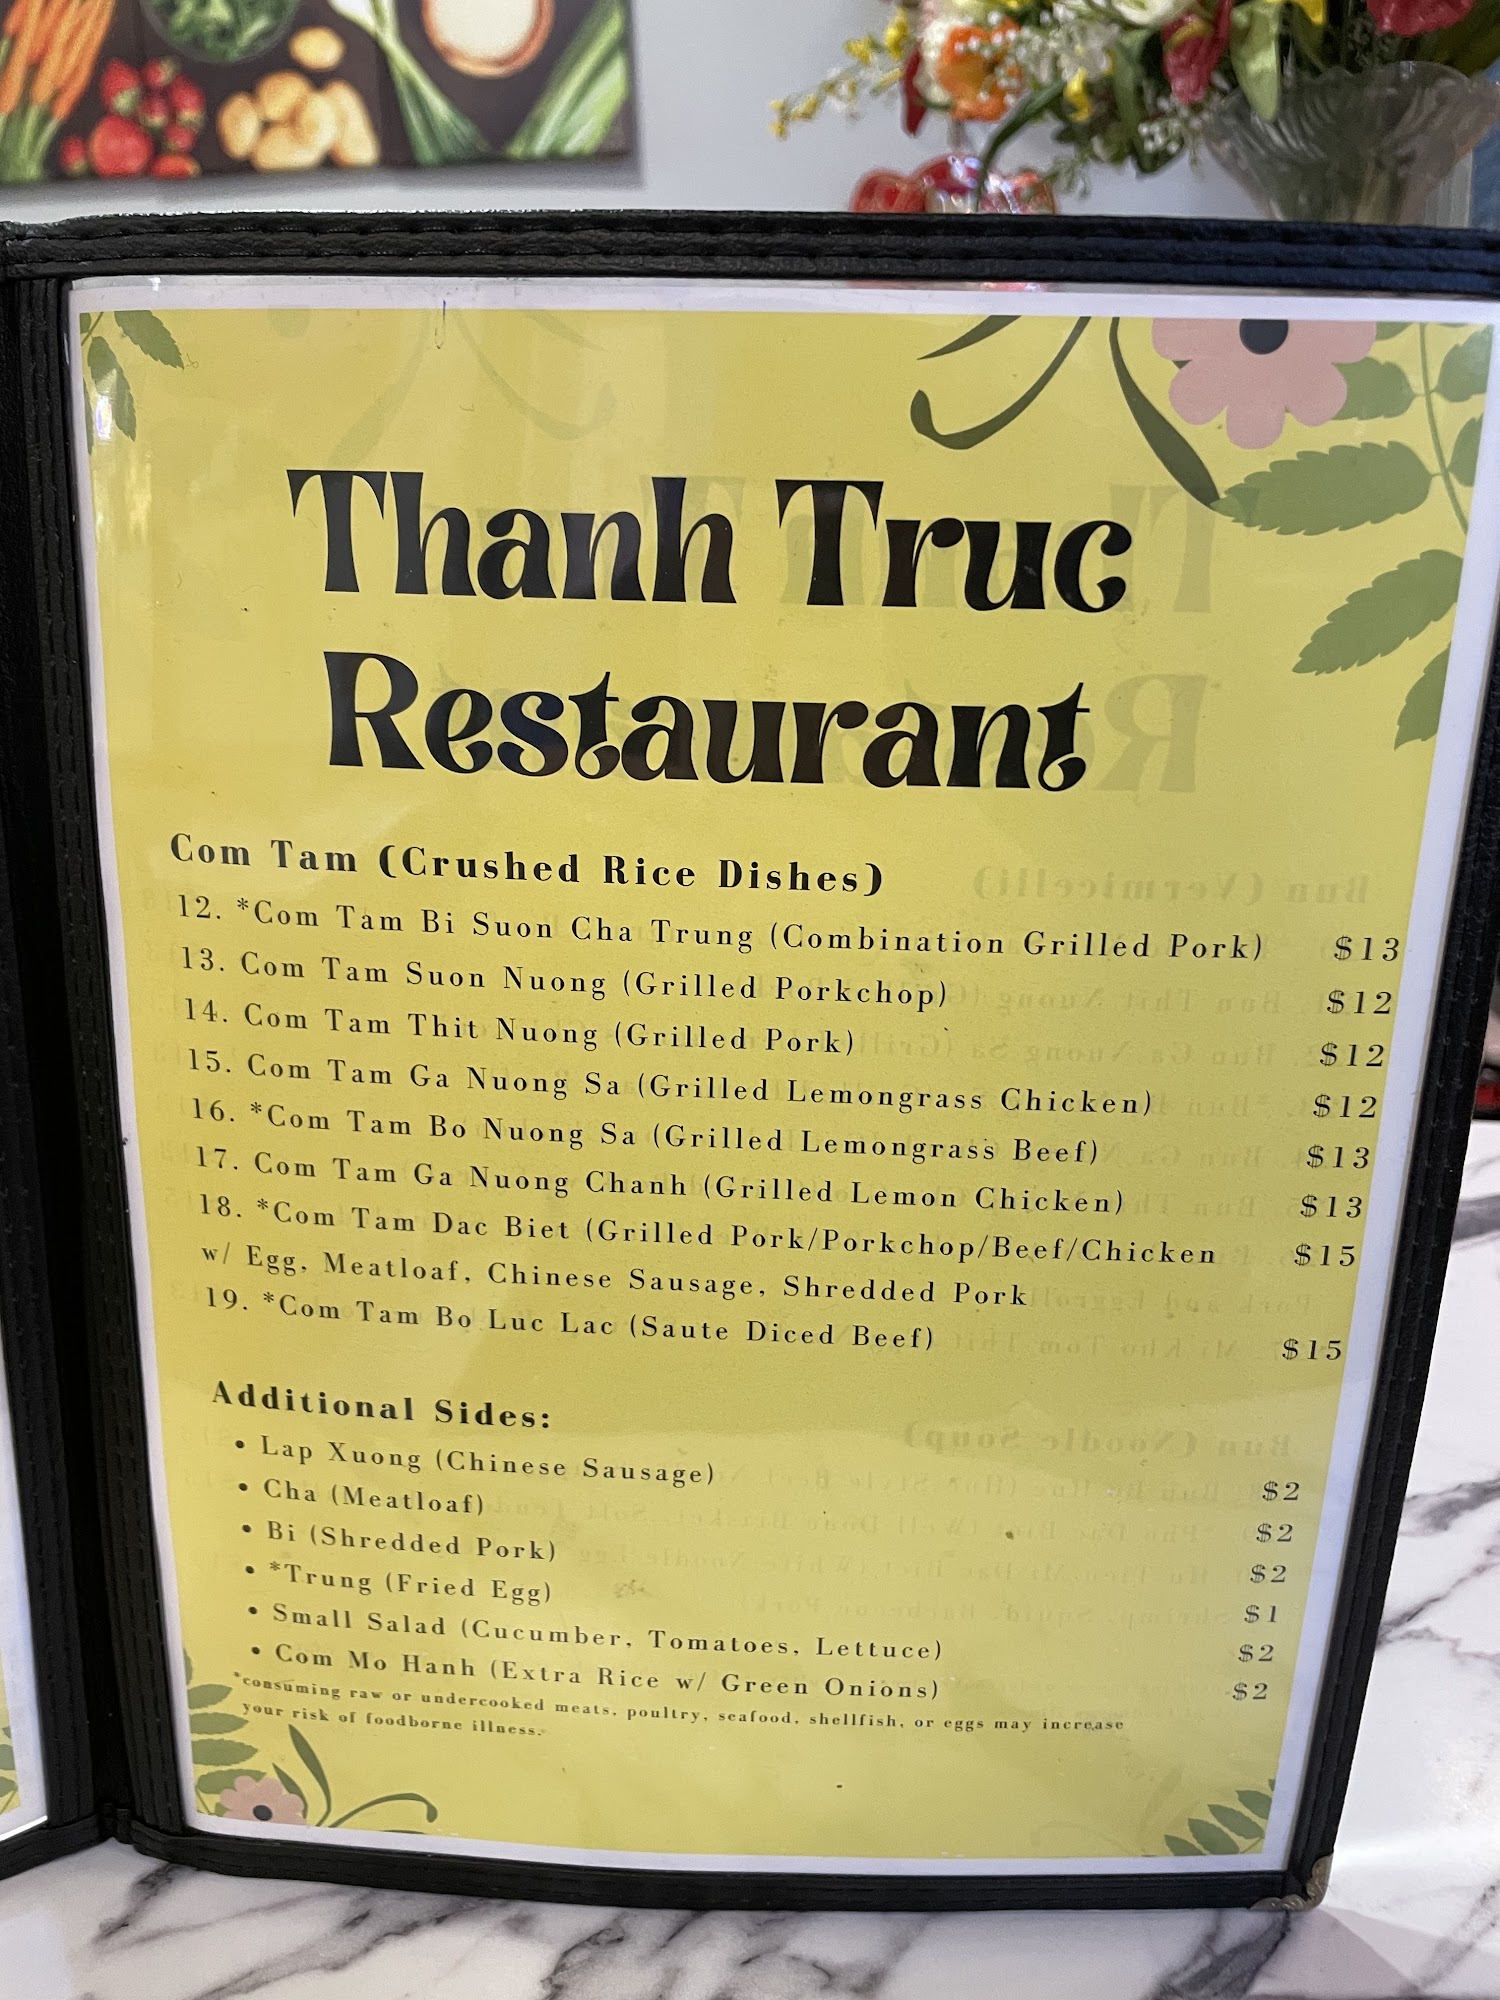 Thanh Truc
Restaurant
Com Tam (Crushed Rice Dishes)
12. *Com Tam Bi Suon Cha Trung (Combination Grilled Pork) $13
13. Com Tam Suon Nuong (Grilled Porkchop) $12
14. Com Tam Thit Nuong (Grilled Pork) $12
15. Com Tam Ga Nuong Sa (Grilled Lemongrass Chicken) $12
16. *Com Tam Bo Nuong Sa (Grilled Lemongrass Beef) $13
17. Com Tam Ga Nuong Chanh (Grilled Lemon Chicken) $13
18. *Com Tam Dac Biet (Grilled Pork/Porkchop/Beef/Chicken $15
w/ Egg, Meatloaf, Chinese Sausage, Shredded Pork
19. *Com Tam Bo Luc Lac (Saute Diced Beef) $15
Additional Sides:
• Lap Xuong (Chinese Sausage) $2
• Cha (Meatloaf) $2
• Bi (Shredded Pork) $2
• *Trung (Fried Egg) $1
• Small Salad (Cucumber, Tomatoes, Lettuce) $2
• Com Mo Hanh (Extra Rice w/ Green Onions) $2
*consuming raw or undercooked meats, poultry, seafood, shellfish, or eggs may increase
your risk of foodborne illness.